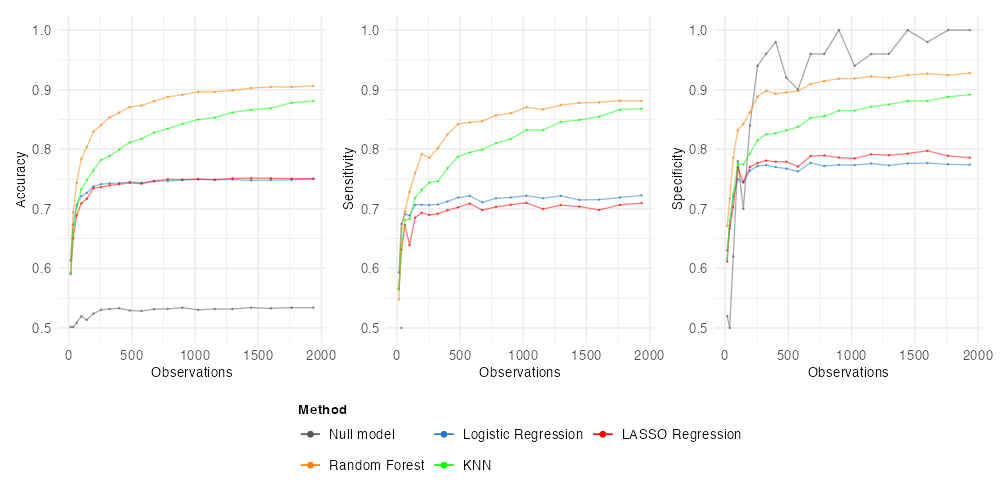 1.0
0.9
0.8
0.7
0.6
0.5
Accuracy
0 500 1000 1500 2000
Observations
1.0
0.9
0.8
0.7
0.6
0.5
Sensitivity
0 500 1000 1500 2000
Observations
1.0
0.9
0.8
0.7
0.6
0.5
Specificity
0 500 1000 1500 2000
Observations
Method
Null model Logistic Regression LASSO Regression
Random Forest KNN